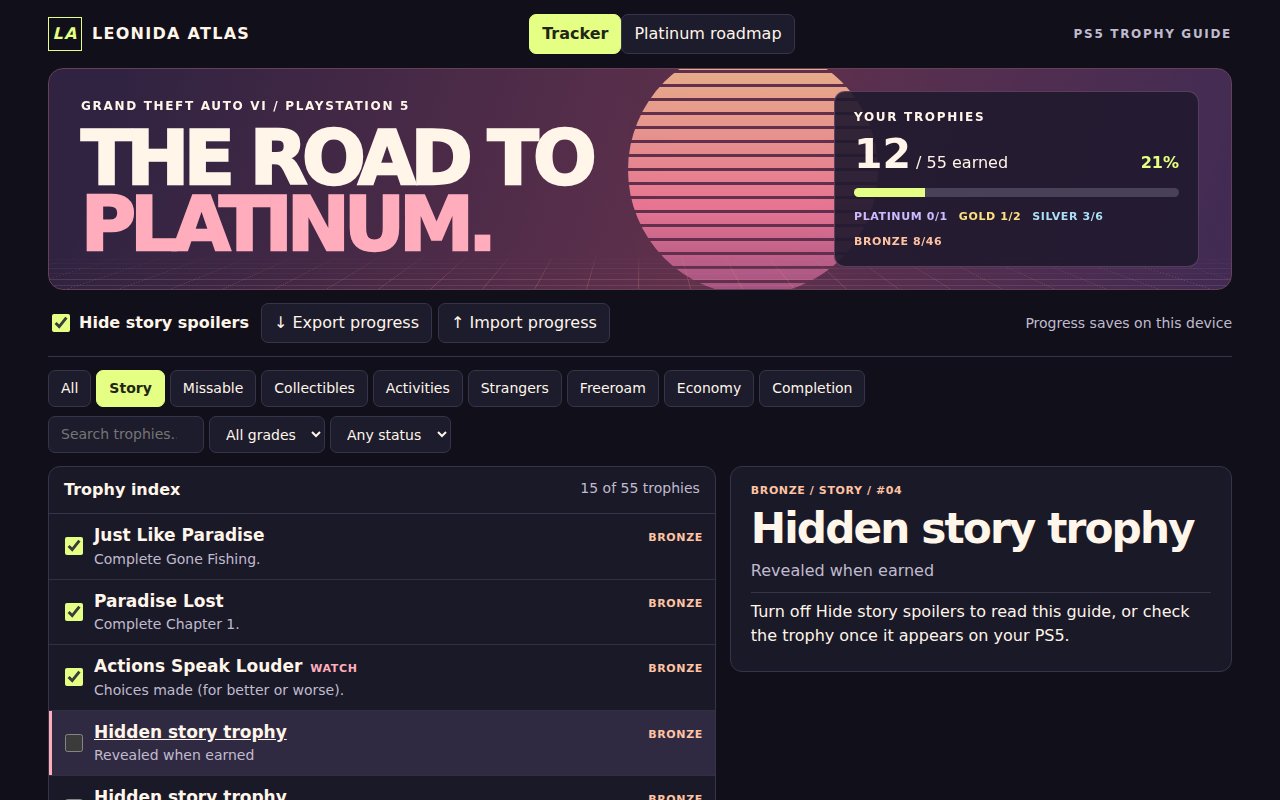 LA LEONIDA ATLAS
Tracker
Platinum roadmap
PS5 TROPHY GUIDE
GRAND THEFT AUTO VI / PLAYSTATION 5
THE ROAD TO
PLATINUM.
YOUR TROPHIES
12 / 55 earned
21%
PLATINUM 0/1 GOLD 1/2 SILVER 3/6
BRONZE 8/46
Hide story spoilers
↓ Export progress
↑ Import progress
Progress saves on this device
All
Story
Missable
Collectibles
Activities
Strangers
Freeroam
Economy
Completion
Search trophies.
All grades
Any status
Trophy index
15 of 55 trophies
Just Like Paradise
BRONZE
Complete Gone Fishing.
Paradise Lost
BRONZE
Complete Chapter 1.
Actions Speak Louder WATCH
BRONZE
Choices made (for better or worse).
Hidden story trophy
BRONZE
Revealed when earned
Hidden story trophy
BRONZE
BRONZE / STORY / #04
Hidden story trophy
Revealed when earned
Turn off Hide story spoilers to read this guide, or check
the trophy once it appears on your PS5.